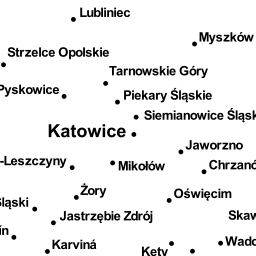 Lubliniec
Myszków
Strzelce Opolskie
Tarnowskie Góry
Pyskowice
Piekary Śląskie
Siemianowice Śląsk
Katowice
Jaworzno
-Leszczyny
Mikołów
Chrzanó
Żory
Oświęcim
śląski
Jastrzębie Zdrój
Skaw
in
Karviná
Kęty
Wado